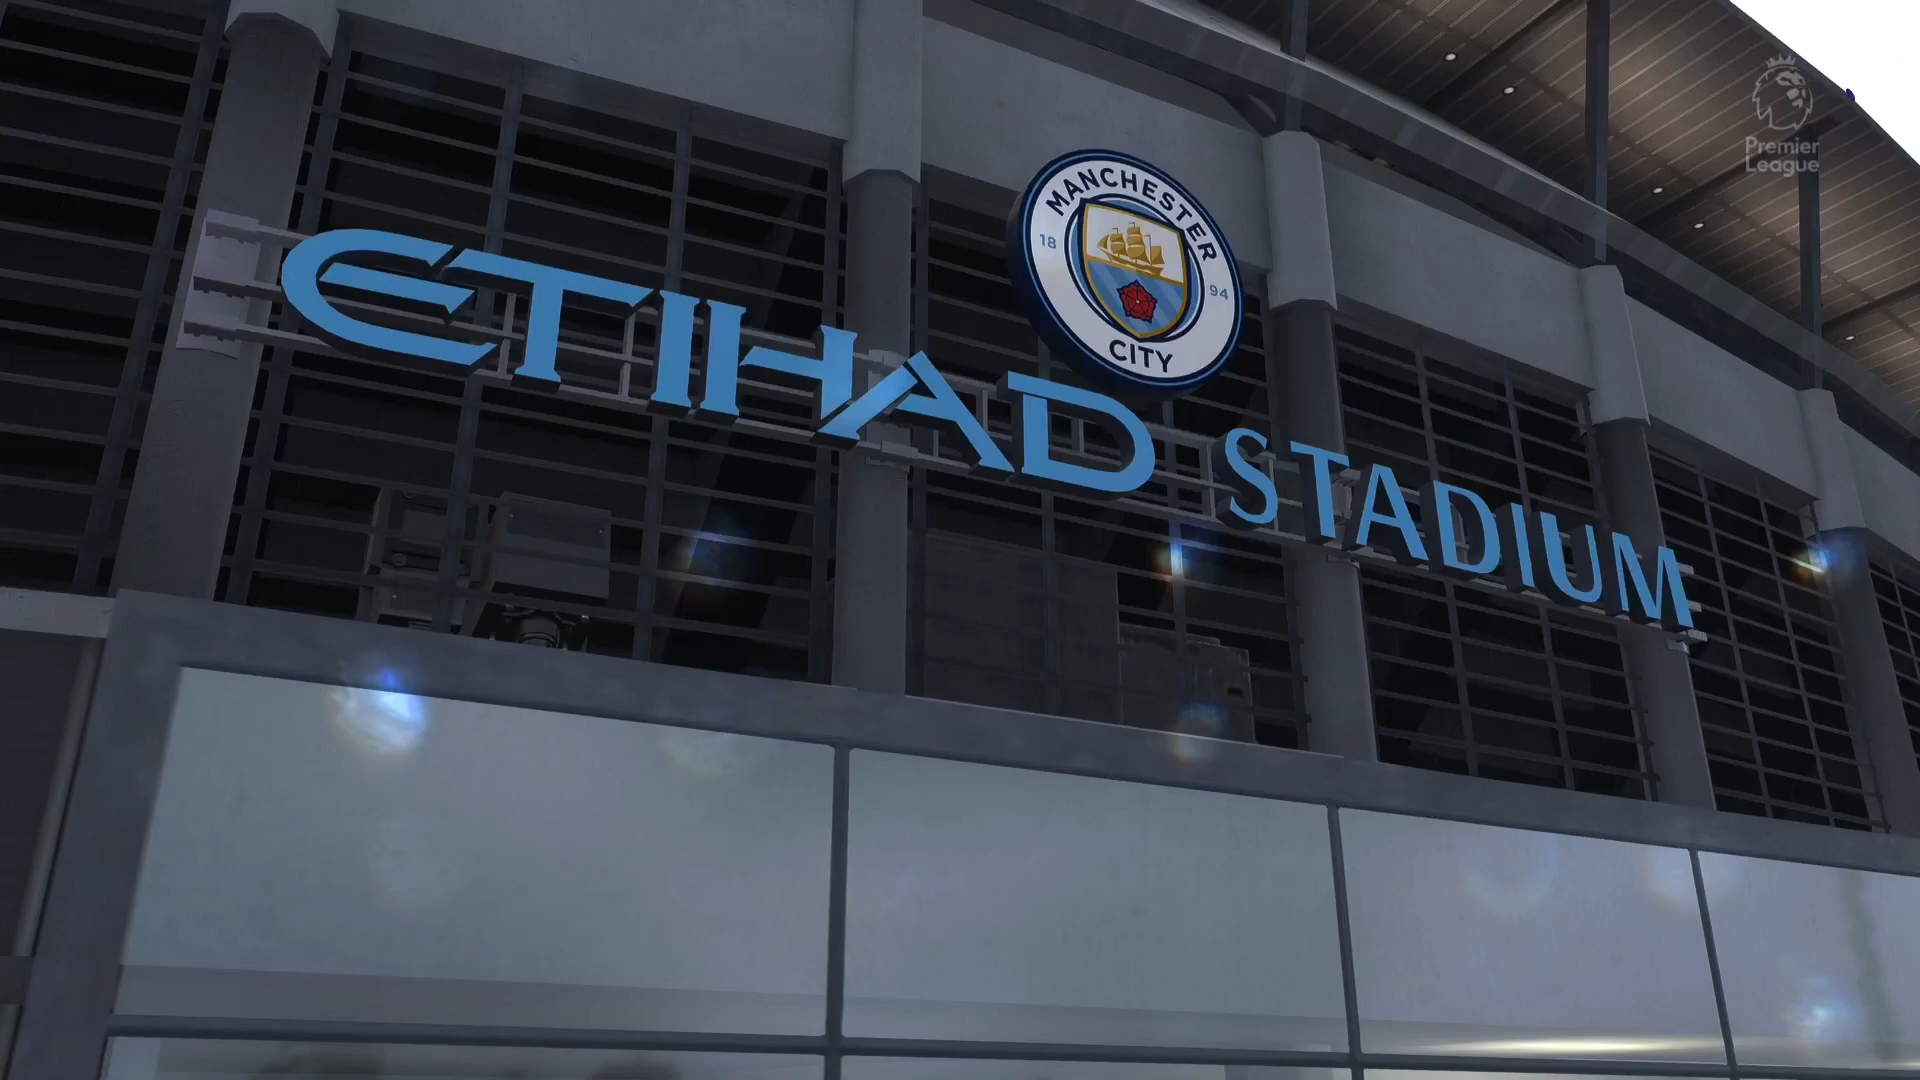 Premier
League
MANCHESTER
18 94
CITY
ETIHAD STADIUM